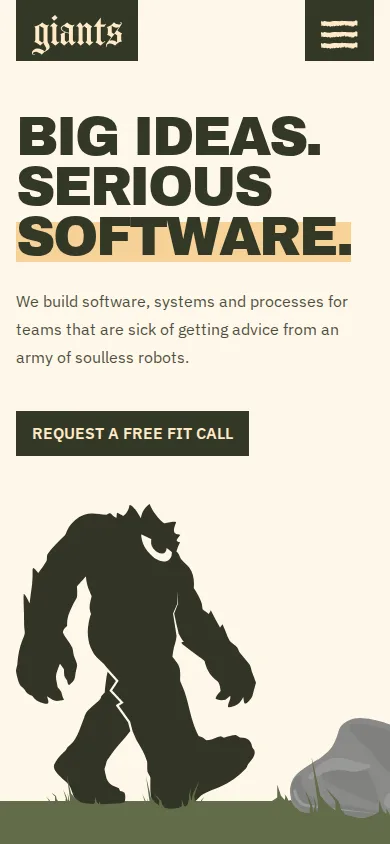 giants
BIG IDEAS.
SERIOUS
SOFTWARE.
We build software, systems and processes for
teams that are sick of getting advice from an
army of soulless robots.
REQUEST A FREE FIT CALL